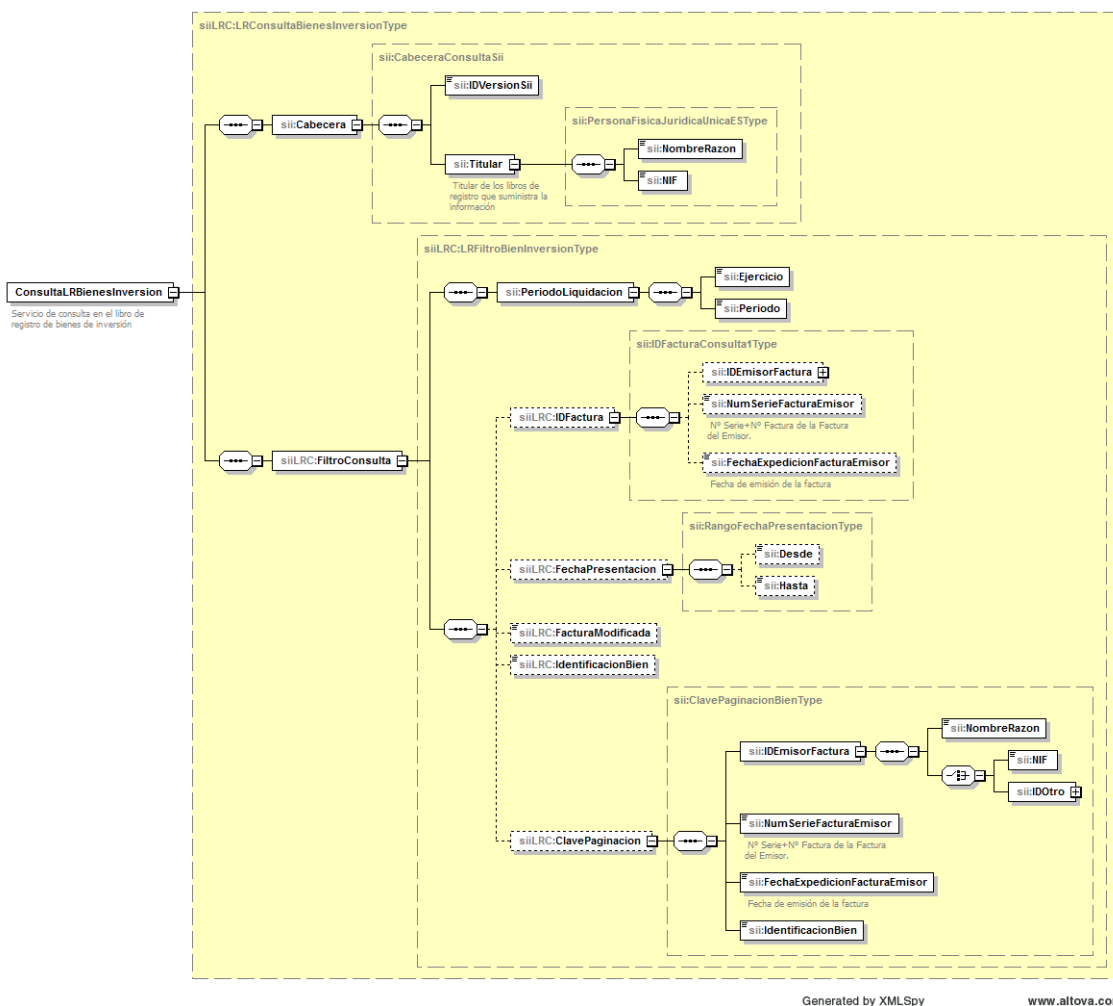 siiLRC:LRConsultaBienesInversionType
sii:CabeceraConsultaSii
sii:IDVersionSii
sii:PersonaFisicaJuridicaUnicaESType
sii:Cabecera
sii:NombreRazon
sii:Titular
sii:NIF
Titular de los libros de
registro que suministra la
información
siiLRC:LRFiltroBienInversionType
sii:Ejercicio
ConsultaLRBienesInversion
sii:PeriodoLiquidacion
sii:Periodo
Servicio de consulta en el libro de
registro de bienes de inversión
sii:IDFacturaConsulta1Type
sii:IDEmisorFactura
sii:NumSerieFacturaEmisor
siiLRC:IDFactura
Nº Serie+Nº Factura de la Factura
del Emisor.
siiLRC:FiltroConsulta
sii:FechaExpedicionFacturaEmisor
Fecha de emisión de la factura
sii:RangoFechaPresentacionType
sii:Desde
siiLRC:FechaPresentacion
sii:Hasta
siiLRC:FacturaModificada
siiLRC:IdentificacionBien
sii:ClavePaginacionBienType
sii:NombreRazon
sii:IDEmisorFactura
sii:NIF
sii:IDOtro
sii:NumSerieFacturaEmisor
siiLRC:ClavePaginacion
Nº Serie+Nº Factura de la Factura
del Emisor.
sii:FechaExpedicionFacturaEmisor
Fecha de emisión de la factura
sii:IdentificacionBien
Generated by XMLSpy
www.altova.co